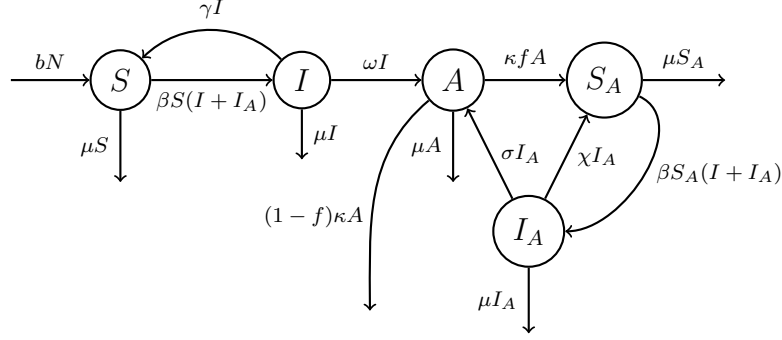 γI
bN
S
βS(I + I_A)
I
ωI
A
κfA
S_A
μS_A
μS
μI
μA
σI_A
χI_A
βS_A(I + I_A)
(1 − f)κA
I_A
μI_A